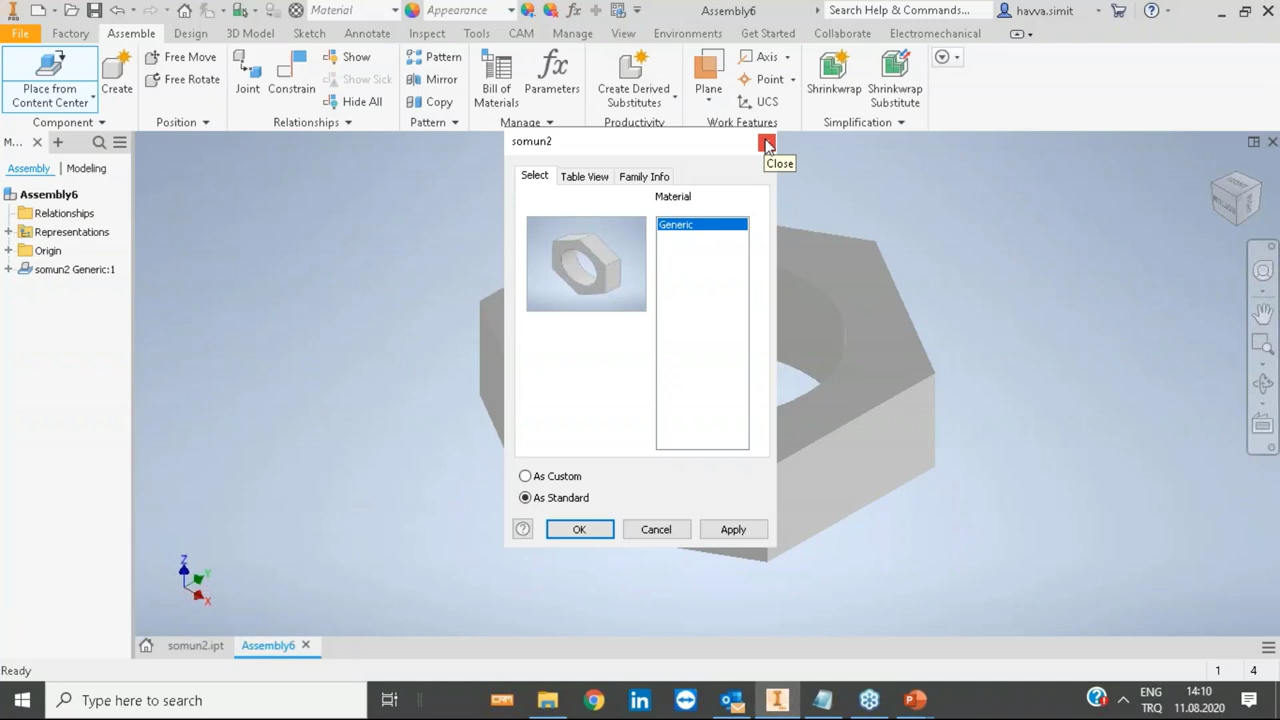 Material
Appearance
Assembly6
Search Help & Commands...
havva.simit
PRO
File
Factory
Assemble
Design
3D Model
Sketch
Annotate
Inspect
Tools
CAM
Manage
View
Environments
Get Started
Collaborate
Electromechanical
Place from
Content Center
Create
Free Move
Free Rotate
Joint
Constrain
Show
Show Sick
Hide All
Pattern
Mirror
Copy
Bill of
Materials
Parameters
Create Derived
Substitutes
Plane
Axis
Point
UCS
Shrinkwrap
Shrinkwrap
Substitute
Component
Position
Relationships
Pattern
Manage
Productivity
Work Features
Simplification
M...
Assembly
Modeling
Assembly6
Relationships
Representations
Origin
somun2 Generic:1
somun2
Close
Select
Table View
Family Info
Material
Generic
As Custom
As Standard
OK
Cancel
Apply
Z
Y
X
somun2.ipt
Assembly6
Ready
1
4
Type here to search
ENG
TRQ
14:10
11.08.2020